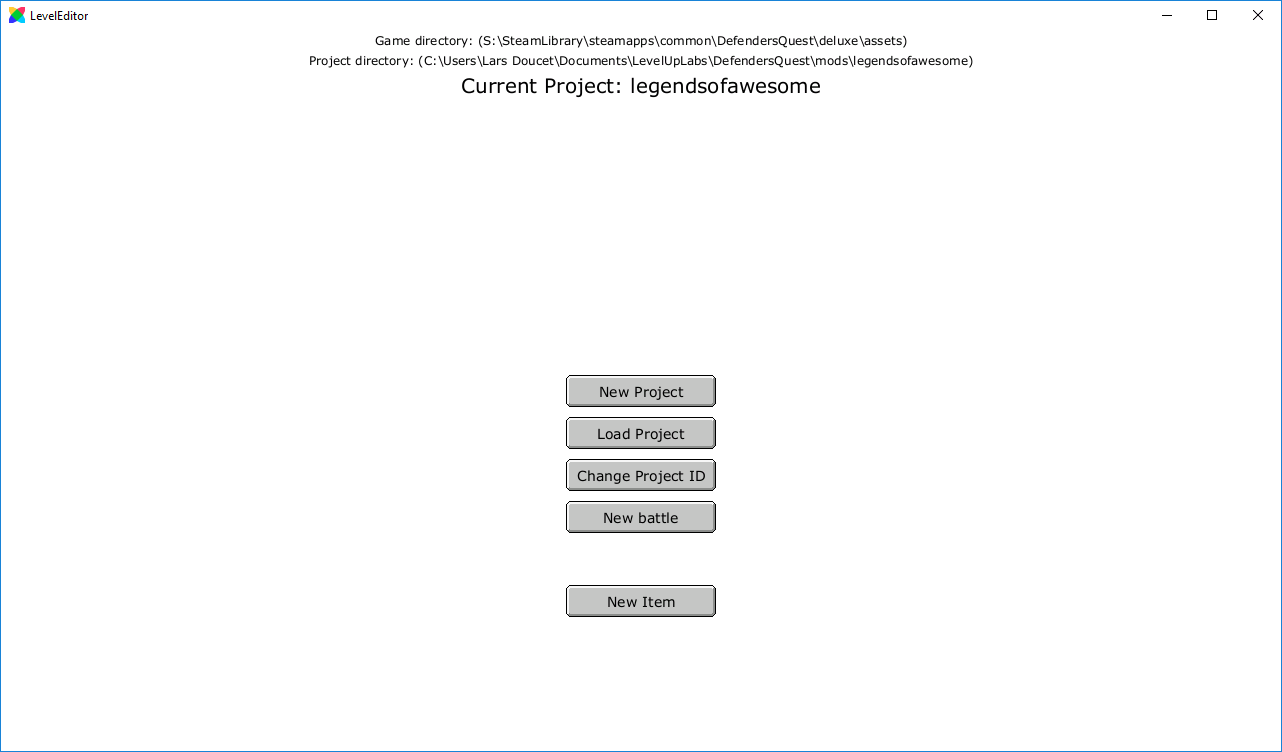 LevelEditor
Game directory: (S:\SteamLibrary\steamapps\common\DefendersQuest\deluxe\assets)
Project directory: (C:\Users\Lars Doucet\Documents\LevelUpLabs\DefendersQuest\mods\legendsofawesome)
Current Project: legendsofawesome
New Project
Load Project
Change Project ID
New battle
New Item